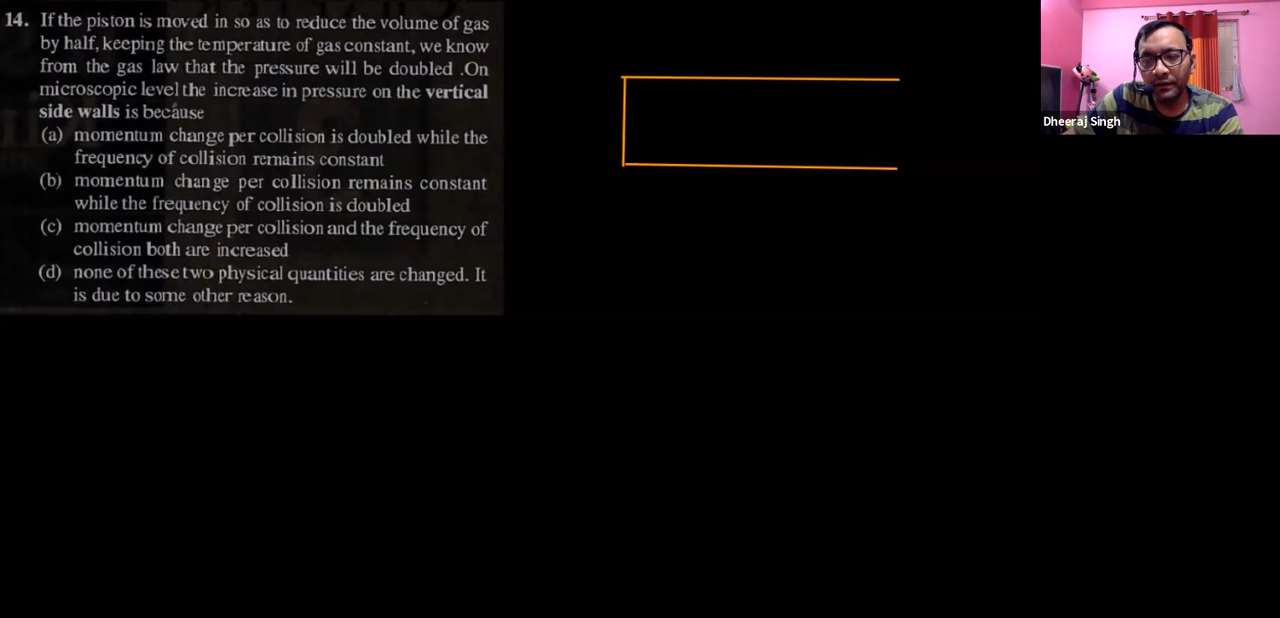 14. If the piston is moved in so as to reduce the volume of gas
by half, keeping the temperature of gas constant, we know
from the gas law that the pressure will be doubled .On
microscopic level the increase in pressure on the vertical
side walls is because
(a) momentum change per collision is doubled while the
frequency of collision remains constant
(b) momentum change per collision remains constant
while the frequency of collision is doubled
(c) momentum change per collision and the frequency of
collision both are increased
(d) none of these two physical quantities are changed. It
is due to some other reason.
Dheeraj Singh